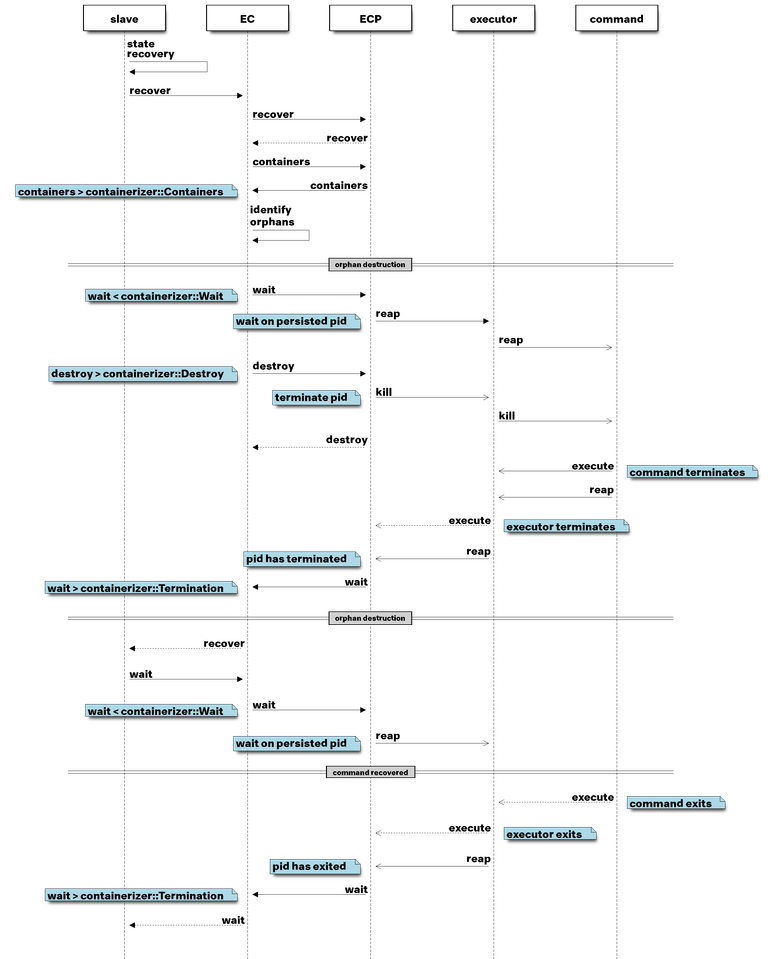 slave
EC
ECP
executor
command
state
recovery
recover
recover
recover
containers
containers
containers > containerizer::Containers
identify
orphans
orphan destruction
wait
wait < containerizer::Wait
reap
wait on persisted pid
reap
destroy
destroy > containerizer::Destroy
kill
terminate pid
kill
destroy
execute
command terminates
reap
execute
executor terminates
reap
pid has terminated
wait
wait > containerizer::Termination
orphan destruction
recover
wait
wait
wait < containerizer::Wait
reap
wait on persisted pid
command recovered
execute
command exits
execute
executor exits
reap
pid has exited
wait
wait > containerizer::Termination
wait